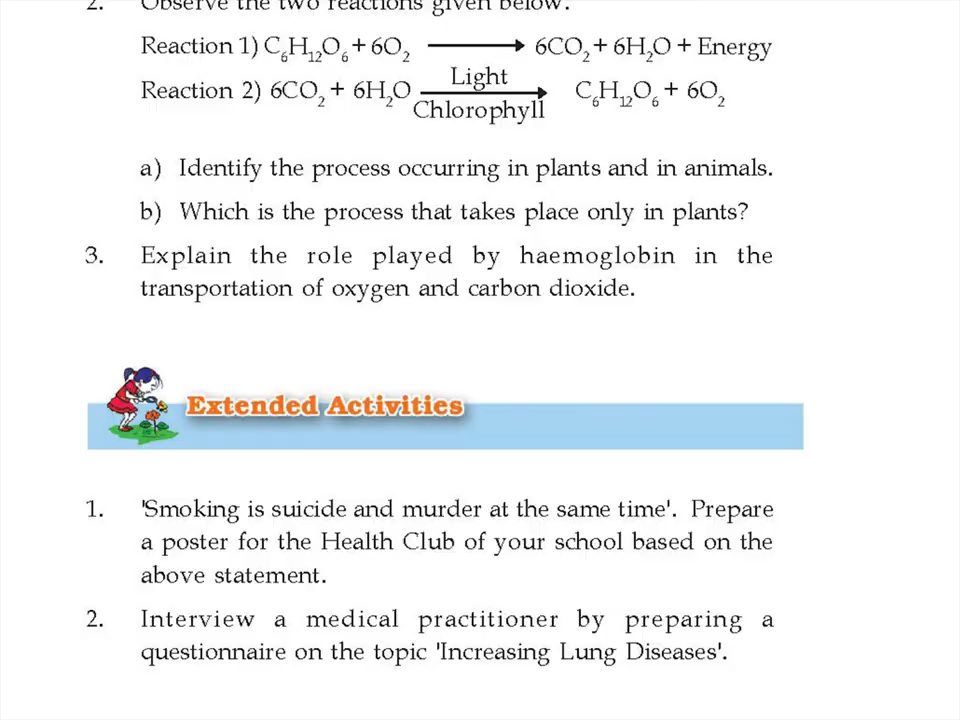 2. Observe the two reactions given below.
Reaction 1) C₆H₁₂O₆ + 6O₂ ⟶ 6CO₂ + 6H₂O + Energy
Light
Reaction 2) 6CO₂ + 6H₂O ⟶ C₆H₁₂O₆ + 6O₂
Chlorophyll
a) Identify the process occurring in plants and in animals.
b) Which is the process that takes place only in plants?
3. Explain the role played by haemoglobin in the
transportation of oxygen and carbon dioxide.
Extended Activities
1. 'Smoking is suicide and murder at the same time'. Prepare
a poster for the Health Club of your school based on the
above statement.
2. Interview a medical practitioner by preparing a
questionnaire on the topic 'Increasing Lung Diseases'.